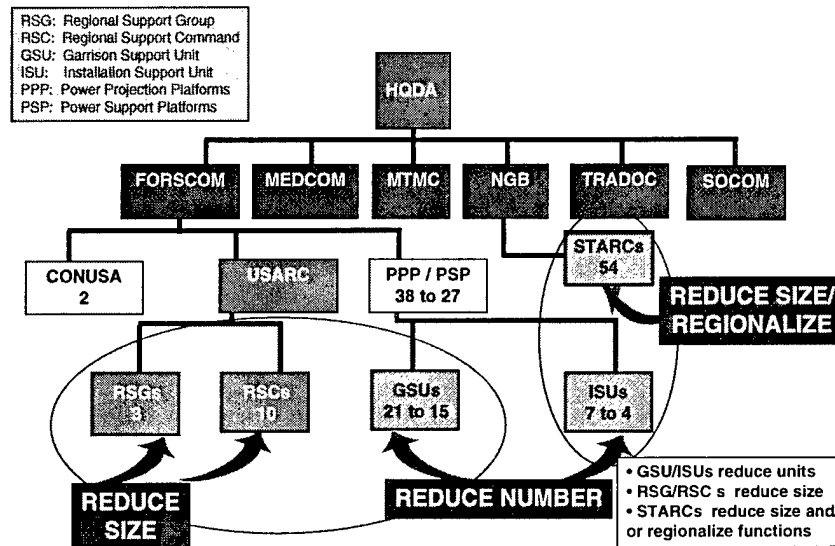 RSG: Regional Support Group
RSC: Regional Support Command
GSU: Garrison Support Unit
ISU: Installation Support Unit
PPP: Power Projection Platforms
PSP: Power Support Platforms
HQDA
FORSCOM
MEDCOM
MTMC
NGB
TRADOC
SOCOM
STARCs
54
CONUSA
2
USARC
PPP / PSP
38 to 27
REDUCE SIZE/
REGIONALIZE
RSGs
3
RSCs
10
GSUs
21 to 15
ISUs
7 to 4
REDUCE
SIZE
REDUCE NUMBER
• GSU/ISUs reduce units
• RSG/RSC s reduce size
• STARCs reduce size and/
or regionalize functions